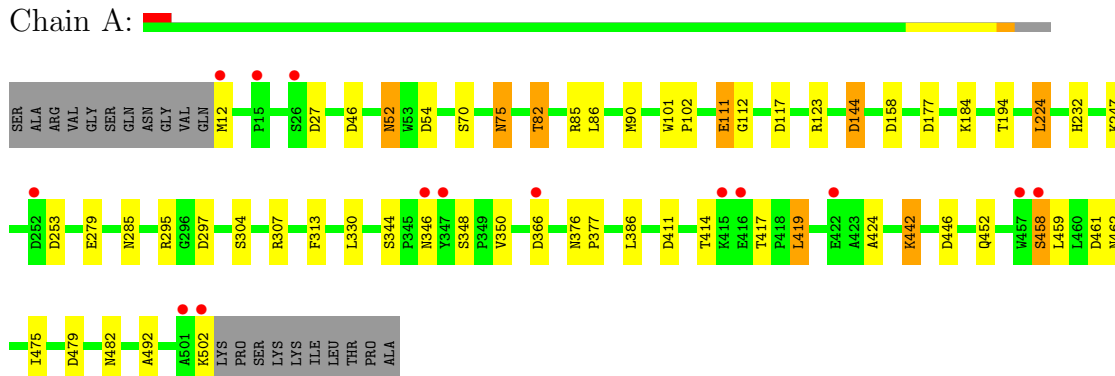 Chain A:
SER
ALA
ARG
VAL
GLY
SER
GLN
ASN
GLY
VAL
GLN
M12
P15
S26
D27
D46
N52
W53
D54
S70
N75
T82
R85
L86
M90
W101
P102
E111
G112
D117
R123
D144
D158
D177
K184
T194
L224
H232
D252
D253
E279
N285
R295
G296
D297
S304
R307
F313
L330
S344
P345
N346
Y347
S348
P349
V350
D366
N376
P377
L386
D411
T414
K415
E416
T417
P418
L419
E422
A423
A424
K442
D446
Q452
W457
S458
L459
L460
D461
I475
D479
N482
A492
A501
K502
LYS
PRO
SER
LYS
LYS
ILE
LEU
THR
PRO
ALA